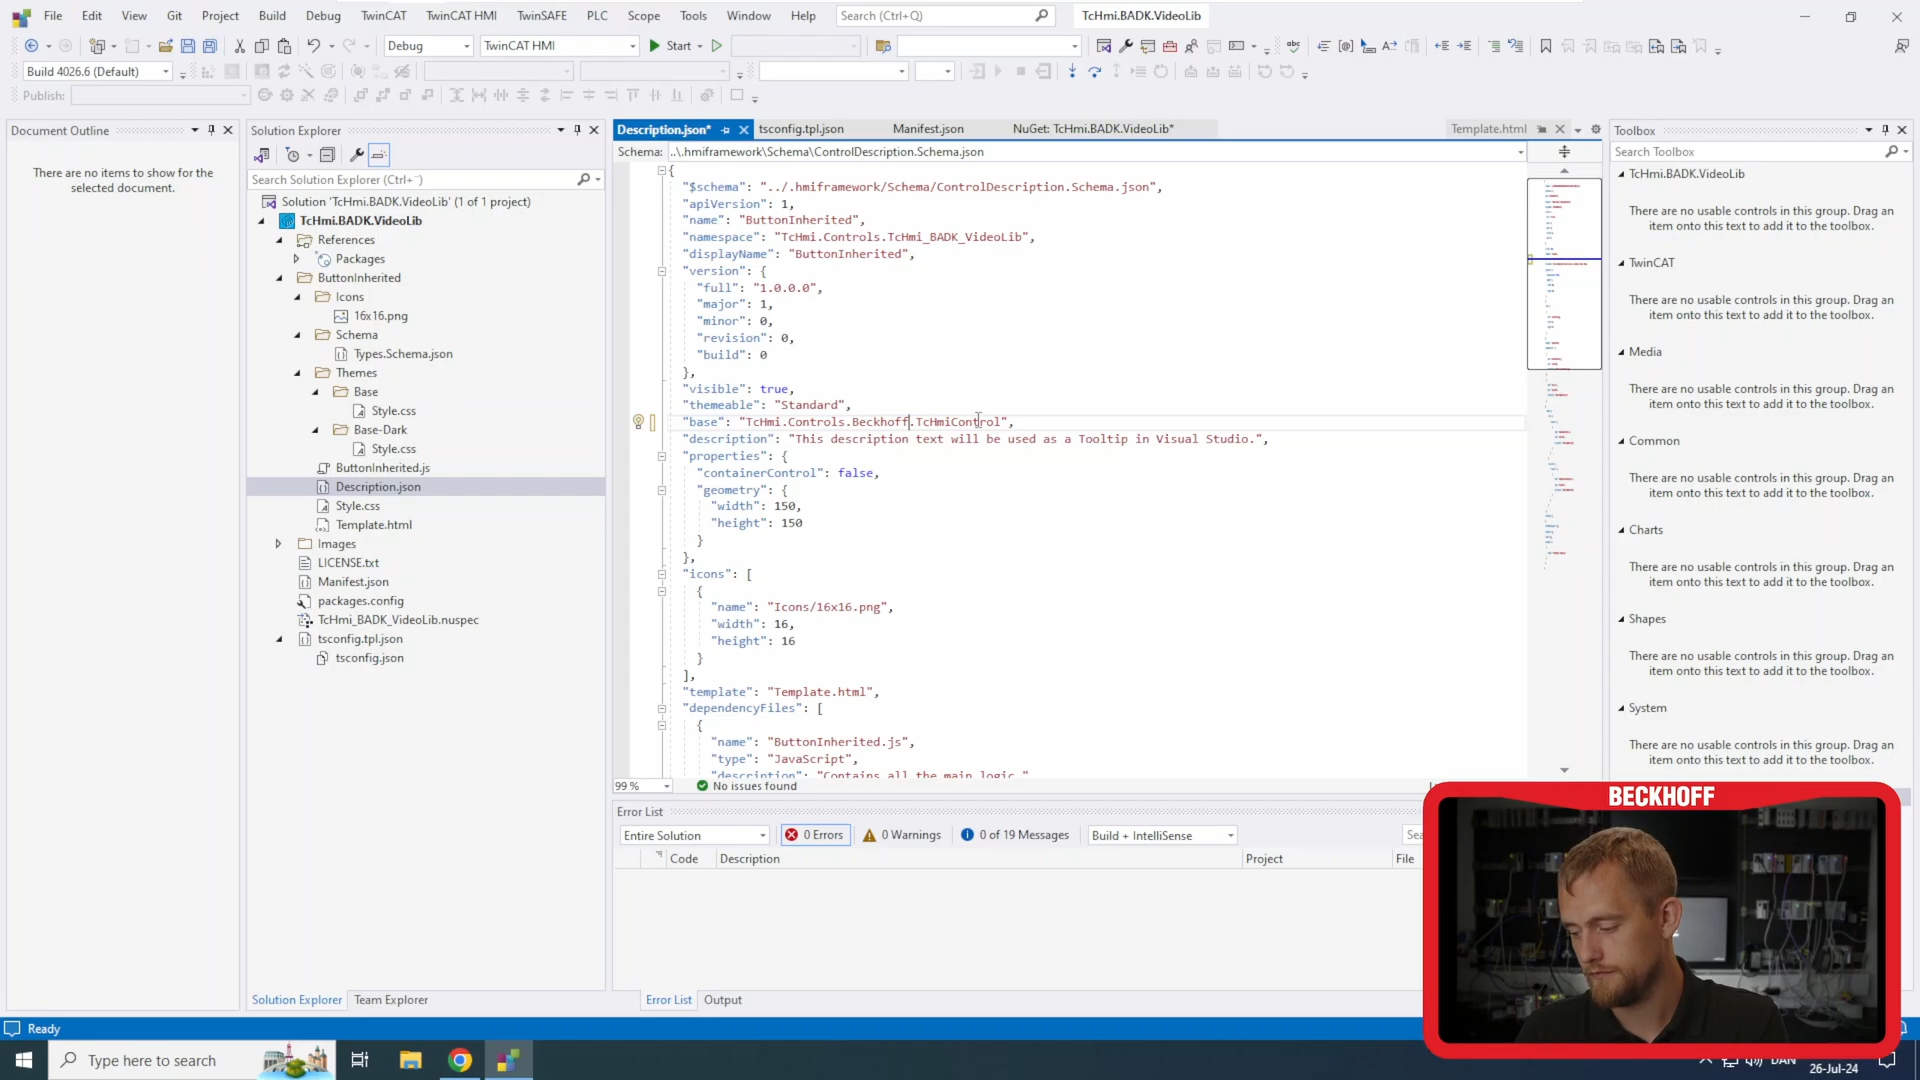 File Edit View Git Project Build Debug TwinCAT TwinCAT HMI TwinSAFE PLC Scope Tools Window Help Search (Ctrl+Q) TcHmi.BADK.VideoLib
Debug TwinCAT HMI Start
Build 4026.6 (Default)
Publish:
Document Outline
There are no items to show for the
selected document.
Solution Explorer
Search Solution Explorer (Ctrl+¨)
Solution 'TcHmi.BADK.VideoLib' (1 of 1 project)
TcHmi.BADK.VideoLib
References
Packages
ButtonInherited
Icons
16x16.png
Schema
Types.Schema.json
Themes
Base
Style.css
Base-Dark
Style.css
ButtonInherited.js
Description.json
Style.css
Template.html
Images
LICENSE.txt
Manifest.json
packages.config
TcHmi_BADK_VideoLib.nuspec
tsconfig.tpl.json
tsconfig.json
Solution Explorer Team Explorer
Description.json* tsconfig.tpl.json Manifest.json NuGet: TcHmi.BADK.VideoLib* Template.html
Schema: ..\.hmiframework\Schema\ControlDescription.Schema.json
{
"$schema": "../.hmiframework/Schema/ControlDescription.Schema.json",
"apiVersion": 1,
"name": "ButtonInherited",
"namespace": "TcHmi.Controls.TcHmi_BADK_VideoLib",
"displayName": "ButtonInherited",
"version": {
"full": "1.0.0.0",
"major": 1,
"minor": 0,
"revision": 0,
"build": 0
},
"visible": true,
"themeable": "Standard",
"base": "TcHmi.Controls.Beckhoff.TcHmiControl",
"description": "This description text will be used as a Tooltip in Visual Studio.",
"properties": {
"containerControl": false,
"geometry": {
"width": 150,
"height": 150
}
},
"icons": [
{
"name": "Icons/16x16.png",
"width": 16,
"height": 16
}
],
"template": "Template.html",
"dependencyFiles": [
{
"name": "ButtonInherited.js",
"type": "JavaScript",
"description": "Contains all the main logic."
99 % No issues found
Error List
Entire Solution 0 Errors 0 Warnings 0 of 19 Messages Build + IntelliSense Sea
Code Description Project File
Error List Output
Toolbox
Search Toolbox
TcHmi.BADK.VideoLib
There are no usable controls in this group. Drag an
item onto this text to add it to the toolbox.
TwinCAT
There are no usable controls in this group. Drag an
item onto this text to add it to the toolbox.
Media
There are no usable controls in this group. Drag an
item onto this text to add it to the toolbox.
Common
There are no usable controls in this group. Drag an
item onto this text to add it to the toolbox.
Charts
There are no usable controls in this group. Drag an
item onto this text to add it to the toolbox.
Shapes
There are no usable controls in this group. Drag an
item onto this text to add it to the toolbox.
System
There are no usable controls in this group. Drag an
item onto this text to add it to the toolbox.
BECKHOFF
Ready
Type here to search
DAN
26-Jul-24